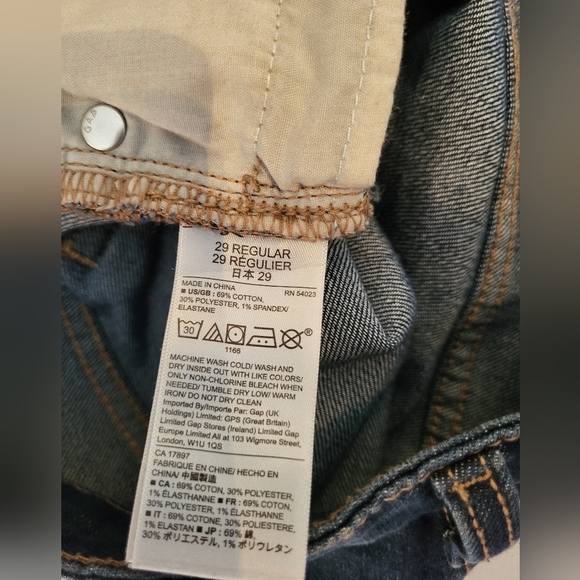 GAP
29 REGULAR
29 RÉGULIER
日本 29
MADE IN CHINA RN 54023
■ US/GB : 69% COTTON,
30% POLYESTER, 1% SPANDEX/
ELASTANE
30
1166
MACHINE WASH COLD/ WASH AND
DRY INSIDE OUT WITH LIKE COLORS/
ONLY NON-CHLORINE BLEACH WHEN
NEEDED/ TUMBLE DRY LOW/ WARM
IRON/ DO NOT DRY CLEAN
Imported By/Importe Par: Gap (UK
Holdings) Limited: GPS (Great Britain)
Limited Gap Stores (Ireland) Limited Gap
Europe Limited All at 103 Wigmore Street,
London, W1U 1QS
CA 17897
FABRIQUÉ EN CHINE/ HECHO EN
CHINA/ 中國製造
■ CA : 69% COTON, 30% POLYESTER,
1% ÉLASTHANNE ■ FR : 69% COTON,
30% POLYESTER, 1% ÉLASTHANNE
■ IT : 69% COTONE, 30% POLIESTERE,
1% ELASTAN ■ JP : 69% 綿,
30% ポリエステル, 1% ポリウレタン